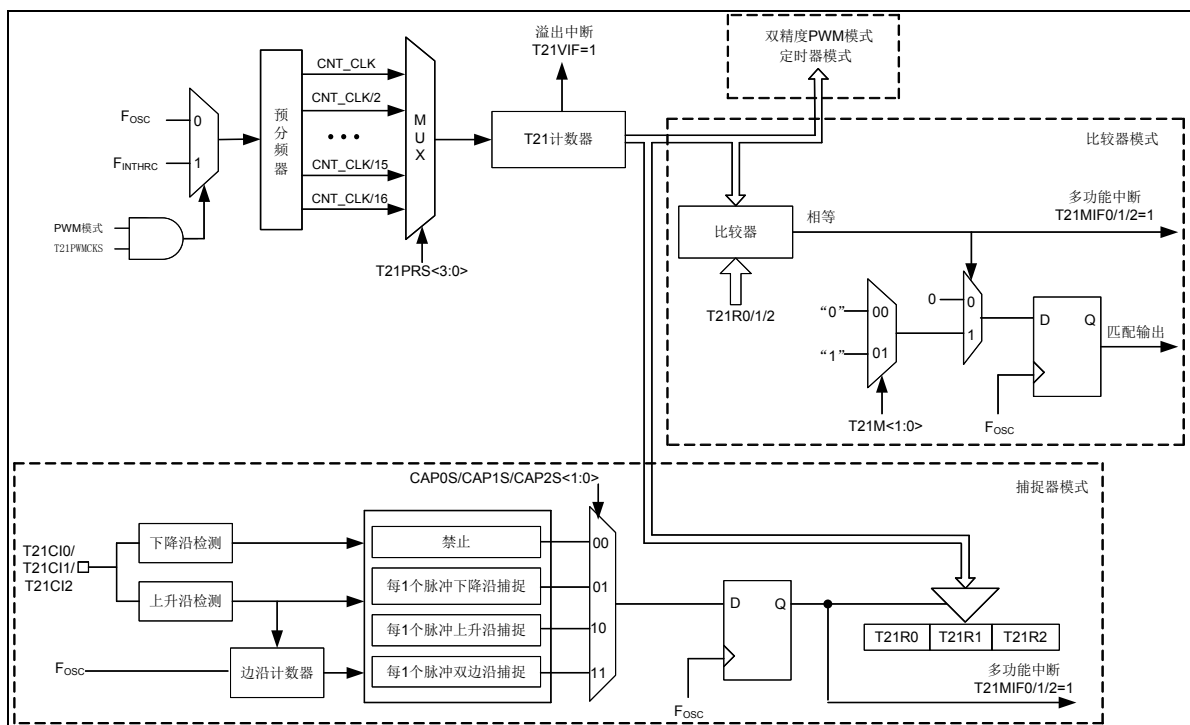 溢出中断
T21VIF=1
双精度PWM模式
定时器模式
FOSC
FINTHRC
0
1
PWM模式
T21PWMCKS
预分频器
CNT_CLK
CNT_CLK/2
•••
CNT_CLK/15
CNT_CLK/16
MUX
T21PRS<3:0>
T21计数器
比较器模式
比较器
相等
多功能中断
T21MIF0/1/2=1
T21R0/1/2
“0”
00
“1”
01
T21M<1:0>
0
0
1
D
Q
匹配输出
FOSC
捕捉器模式
CAP0S/CAP1S/CAP2S<1:0>
T21CI0/
T21CI1/
T21CI2
下降沿检测
上升沿检测
FOSC
边沿计数器
禁止
每1个脉冲下降沿捕捉
每1个脉冲上升沿捕捉
每1个脉冲双边沿捕捉
00
01
10
11
D
Q
FOSC
T21R0
T21R1
T21R2
多功能中断
T21MIF0/1/2=1